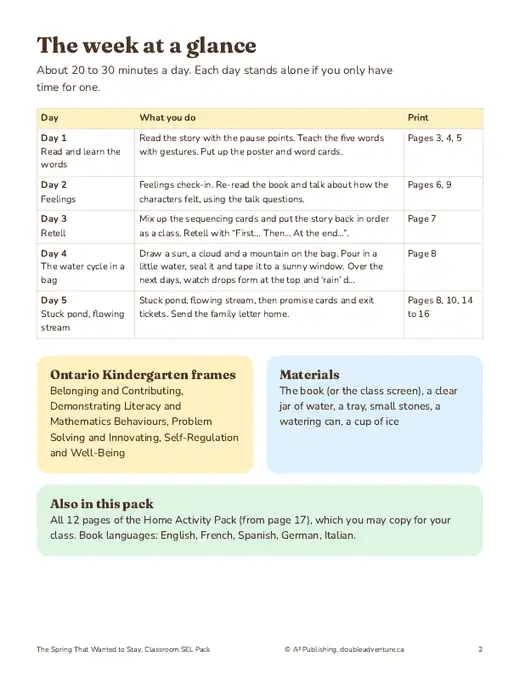 The week at a glance
About 20 to 30 minutes a day. Each day stands alone if you only have
time for one.
Day What you do Print
Day 1 Read the story with the pause points. Teach the five words Pages 3, 4, 5
Read and learn the with gestures. Put up the poster and word cards.
words
Day 2 Feelings check-in. Re-read the book and talk about how the Pages 6, 9
Feelings characters felt, using the talk questions.
Day 3 Mix up the sequencing cards and put the story back in order Page 7
Retell as a class. Retell with “First... Then... At the end...”.
Day 4 Draw a sun, a cloud and a mountain on the bag. Pour in a Page 8
The water cycle in a little water, seal it and tape it to a sunny window. Over the
bag next days, watch drops form at the top and ‘rain’ d...
Day 5 Stuck pond, flowing stream, then promise cards and exit Pages 8, 10, 14
Stuck pond, flowing tickets. Send the family letter home. to 16
stream
Ontario Kindergarten frames
Belonging and Contributing,
Demonstrating Literacy and
Mathematics Behaviours, Problem
Solving and Innovating, Self-Regulation
and Well-Being
Materials
The book (or the class screen), a clear
jar of water, a tray, small stones, a
watering can, a cup of ice
Also in this pack
All 12 pages of the Home Activity Pack (from page 17), which you may copy for your
class. Book languages: English, French, Spanish, German, Italian.
The Spring That Wanted to Stay, Classroom SEL Pack © A² Publishing, doubleadventure.ca 2